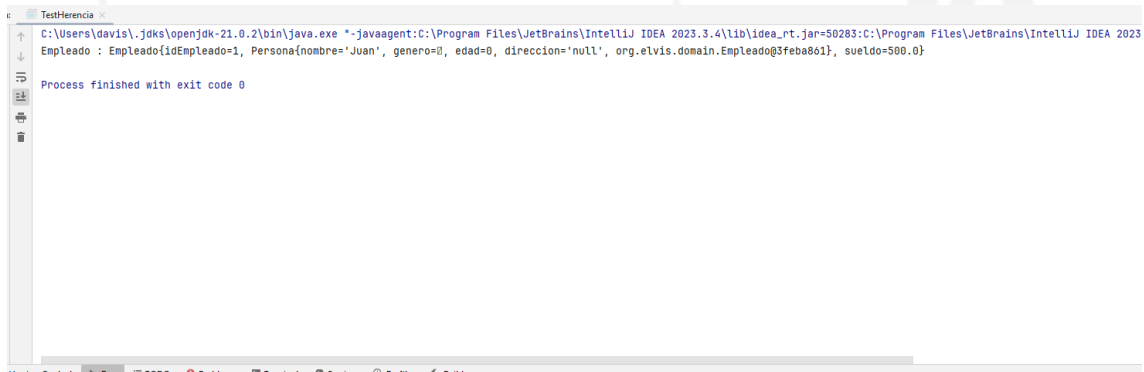 TestHerencia
C:\Users\davis\.jdks\openjdk-21.0.2\bin\java.exe "-javaagent:C:\Program Files\JetBrains\IntelliJ IDEA 2023.3.4\lib\idea_rt.jar=50283:C:\Program Files\JetBrains\IntelliJ IDEA 2023
Empleado : Empleado{idEmpleado=1, Persona{nombre='Juan', genero=, edad=0, direccion='null', org.elvis.domain.Empleado@3feba861}, sueldo=500.0}
Process finished with exit code 0